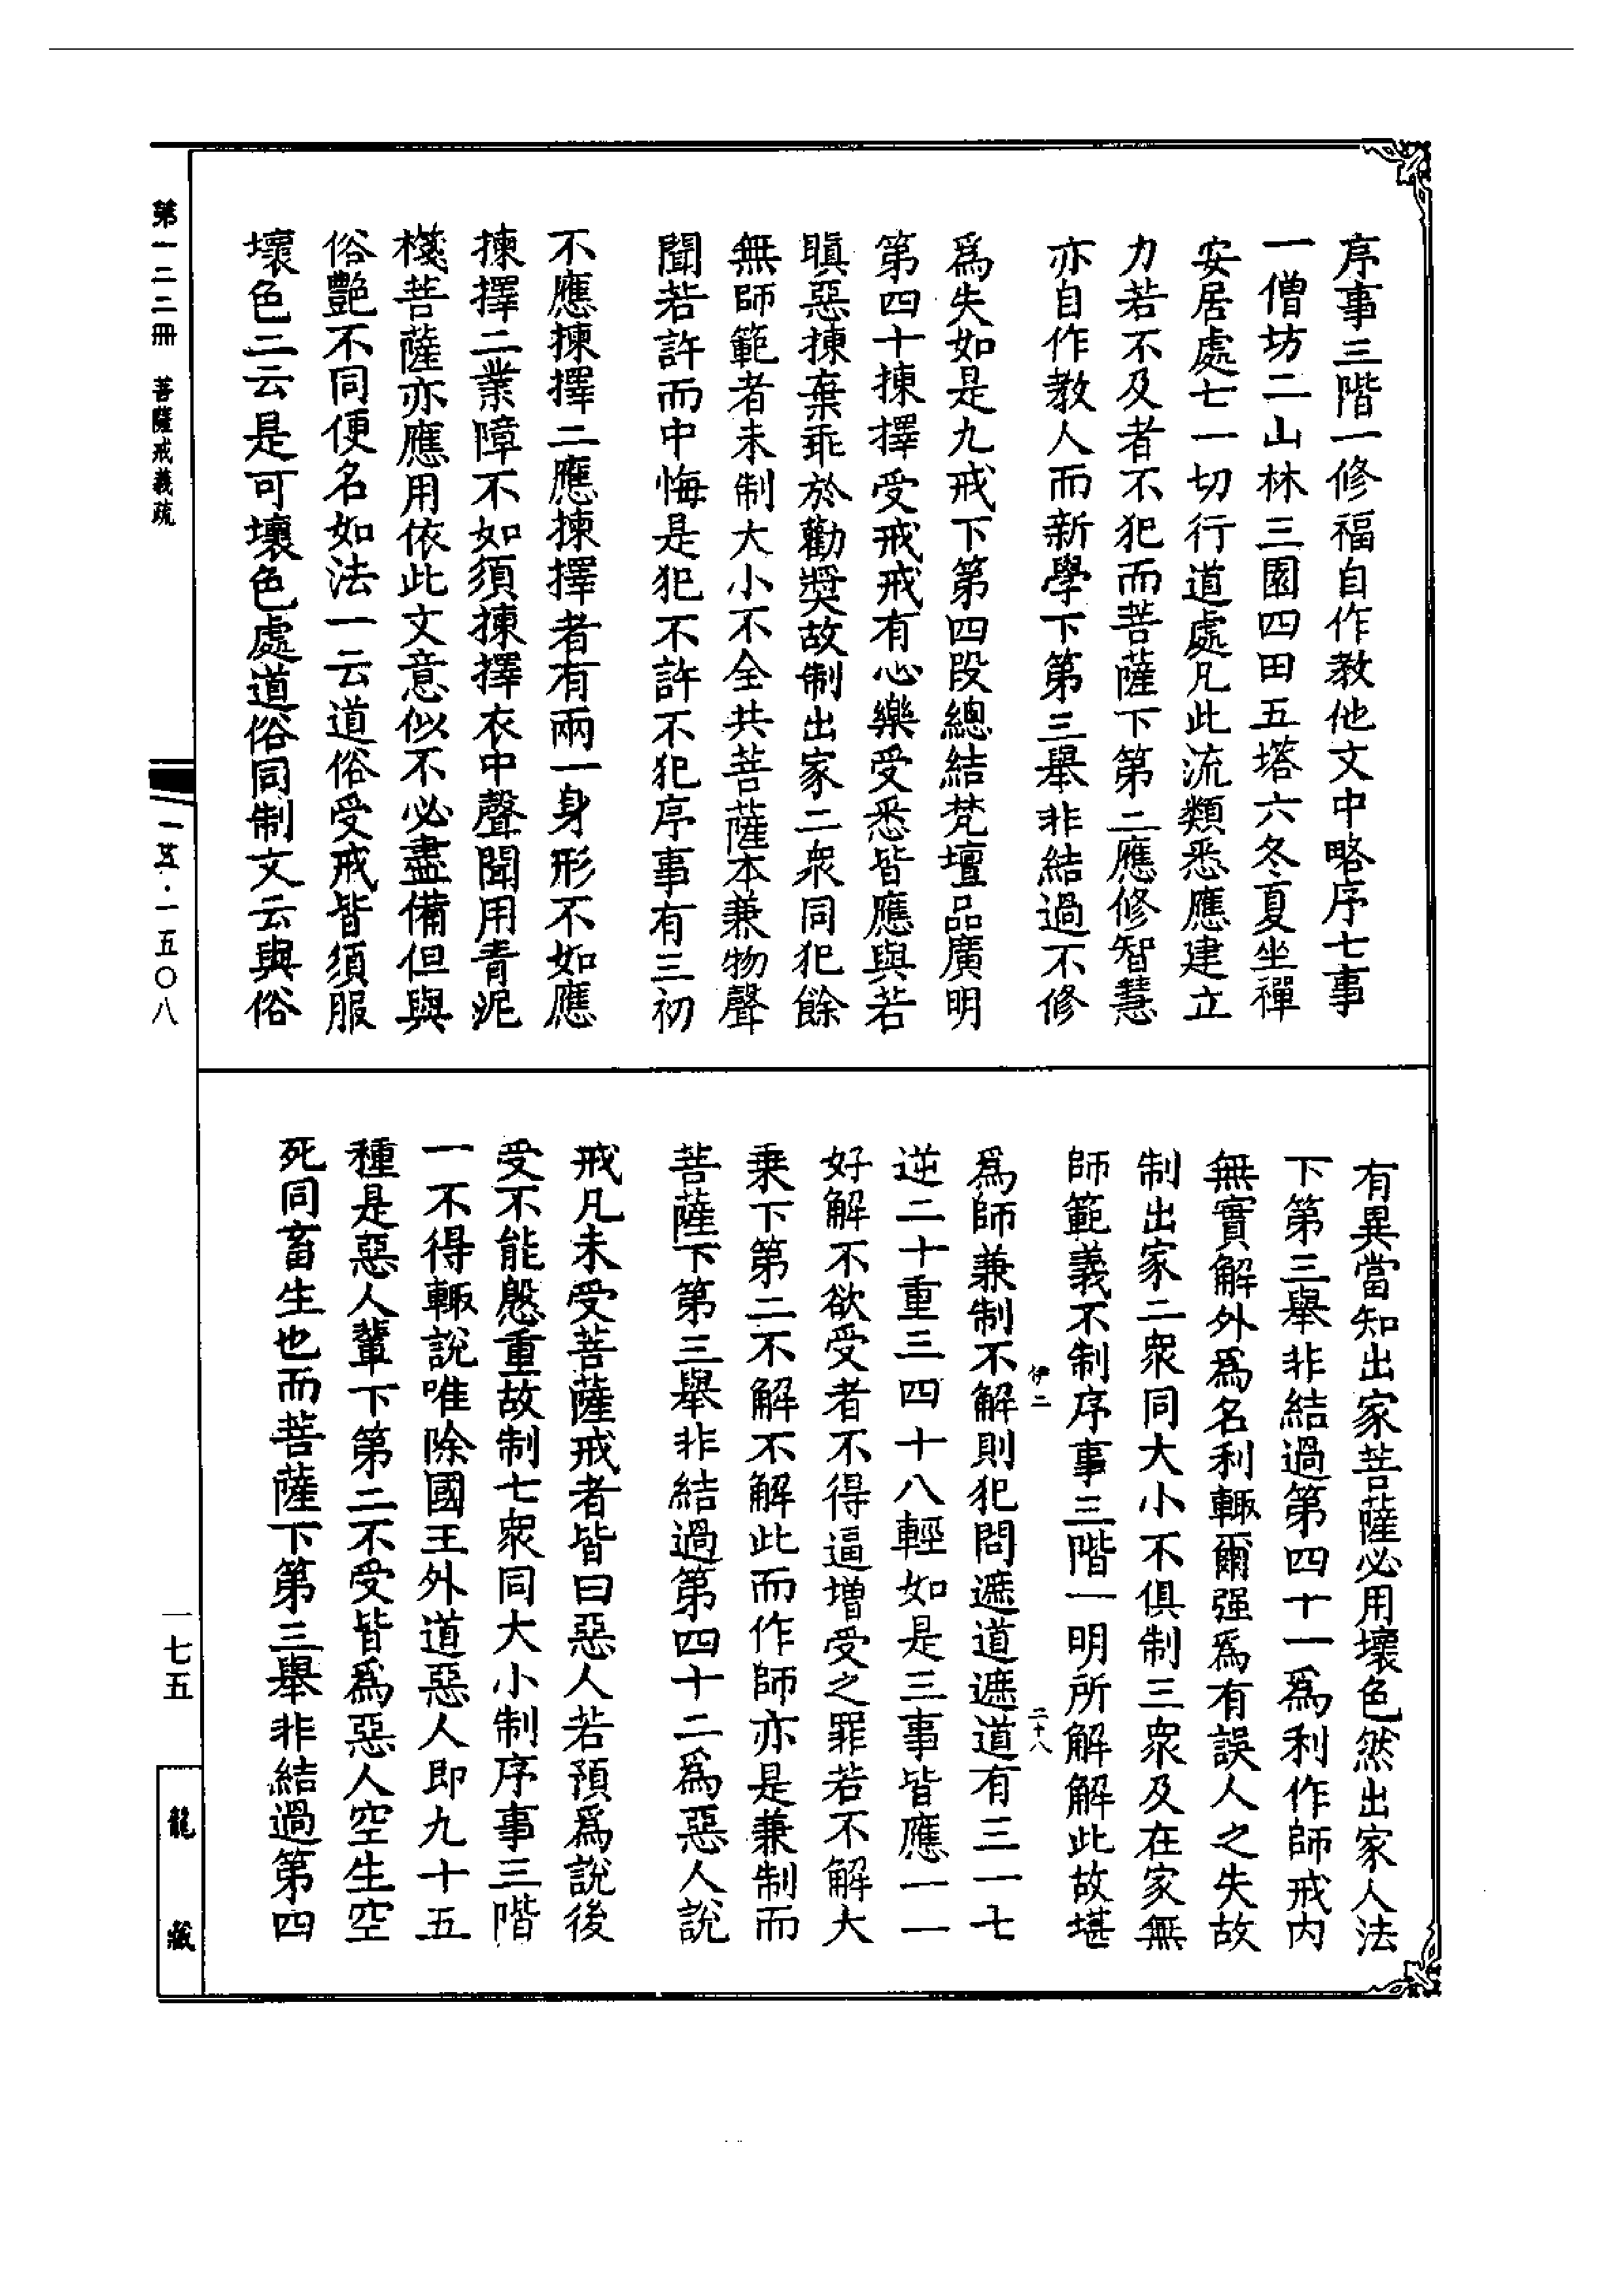 序事三階一修福自作教他文中略序七事
一僧坊二山林三園四田五塔六冬夏坐禪
安居處七一切行道處凡此流類悉應建立
力若不及者不犯而菩薩下第二應修智慧
亦自作教人而新學下第三舉非結過不修
爲失如是九戒下第四段總結梵壇品廣明
第四十揀擇受戒戒有心樂受悉皆應與若
瞋惡揀棄乖於勸獎故制出家二衆同犯餘
無師範者未制大小不全共菩薩本兼物聲
聞若許而中悔是犯不許不犯序事有三初
不應揀擇二應揀擇者有兩一身形不如應
揀擇二業障不如須揀擇衣中聲聞用青泥
棧菩薩亦應用依此文意似不必盡備但與
俗艷不同便名如法一云道俗受戒皆須服
壞色二云是可壞色處道俗同制文云與俗
有異當知出家菩薩必用壞色然出家人法
下第三舉非結過第四十一爲利作師戒内
無實解外爲名利輙爾强爲有誤人之失故
制出家二衆同大小不俱制三衆及在家無
師範義不制序事三階一明所解解此故堪
伊二
二十八
爲師兼制不解則犯問遮道遮道有三一七
逆二十重三四十八輕如是三事皆應一一
好解不欲受者不得逼增受之罪若不解大
乗下第二不解不解此而作師亦是兼制而
菩薩下第三舉非結過第四十二爲惡人說
戒凡未受菩薩戒者皆曰惡人若預爲說後
受不能慇重故制七衆同大小制序事三階
一不得輙說唯除國王外道惡人即九十五
種是惡人輩下第二不受皆爲惡人空生空
死同畜生也而菩薩下第三舉非結過第四
第一二二冊 菩薩戒義疏
一五·一五〇八
一七五
龍藏